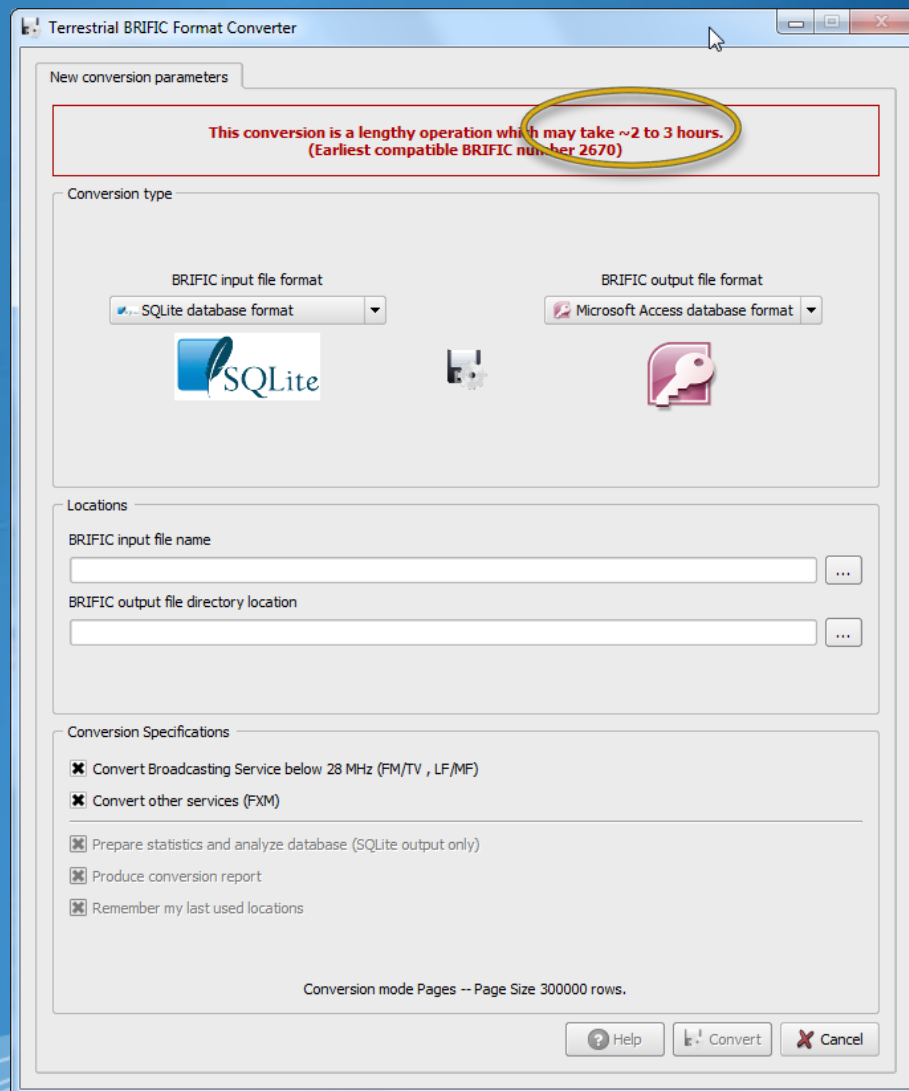 Terrestrial BRIFIC Format Converter
New conversion parameters
This conversion is a lengthy operation which may take ~2 to 3 hours.
(Earliest compatible BRIFIC number 2670)
Conversion type
BRIFIC input file format
BRIFIC output file format
SQLite database format
Microsoft Access database format
SQLite
Locations
BRIFIC input file name
...
BRIFIC output file directory location
...
Conversion Specifications
Convert Broadcasting Service below 28 MHz (FM/TV , LF/MF)
Convert other services (FXM)
Prepare statistics and analyze database (SQLite output only)
Produce conversion report
Remember my last used locations
Conversion mode Pages -- Page Size 300000 rows.
Help
Convert
Cancel